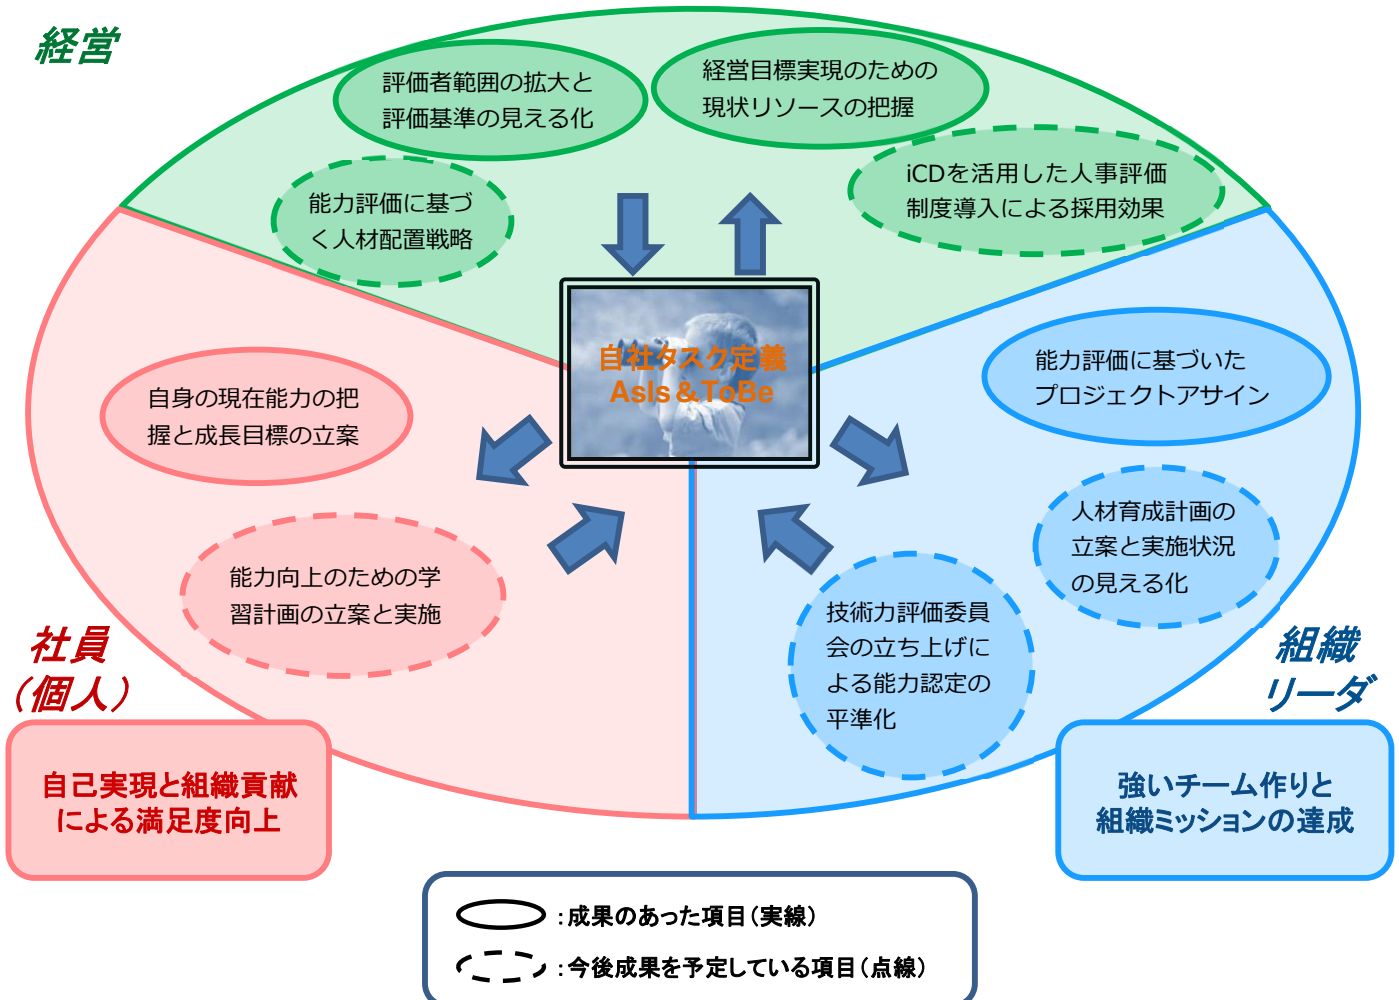 経営
評価者範囲の拡大と
評価基準の見える化
経営目標実現のための
現状リソースの把握
能力評価に基づ
く人材配置戦略
iCDを活用した人事評価
制度導入による採用効果
自社タスク定義
AsIs＆ToBe
自身の現在能力の把
握と成長目標の立案
能力向上のための学
習計画の立案と実施
能力評価に基づいた
プロジェクトアサイン
人材育成計画の
立案と実施状況
の見える化
技術力評価委員
会の立ち上げに
よる能力認定の
平準化
社員
（個人）
自己実現と組織貢献
による満足度向上
組織
リーダ
強いチーム作りと
組織ミッションの達成
：成果のあった項目（実線）
：今後成果を予定している項目（点線）